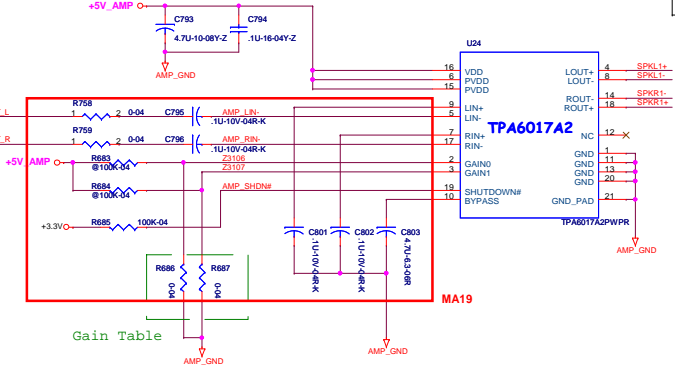 +5V_AMP
C793
4.7U-10-08Y-Z
C794
.1U-16-04Y-Z
AMP_GND
U24
16 VDD
6 PVDD
15 PVDD
9 LIN+
5 LIN-
7 RIN+
17 RIN-
2 GAIN0
3 GAIN1
19 SHUTDOWN#
10 BYPASS
TPA6017A2
LOUT+ 4 SPKL1+
LOUT- 8 SPKL1-
ROUT- 14 SPKR1-
ROUT+ 18 SPKR1+
NC 12
GND 1
GND 11
GND 13
GND 20
GND_PAD 21
TPA6017A2PWPR
AMP_GND
_L
R758
1 2 0-04
C795
AMP_LIN-
.1U-10V-04R-K
_R
R759
1 2 0-04
C796
AMP_RIN-
.1U-10V-04R-K
+5V_AMP
R683
@100K-04
Z3106
Z3107
R684
@100K-04
AMP_SHDN#
+3.3V
R685
100K-04
C801
.1U-10V-04R-K
C802
.1U-10V-04R-K
C803
4.7U-6.3-06R
R686
0-04
R687
0-04
MA19
Gain Table
AMP_GND
AMP_GND